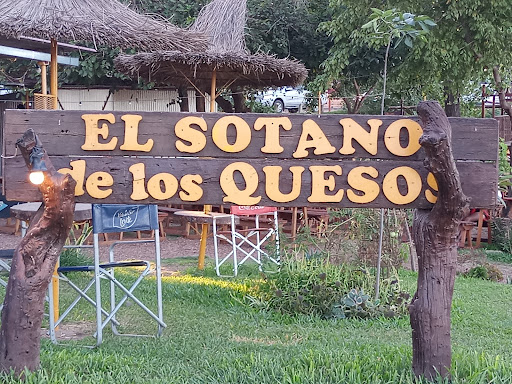 EL SOTANO
de los QUESOS